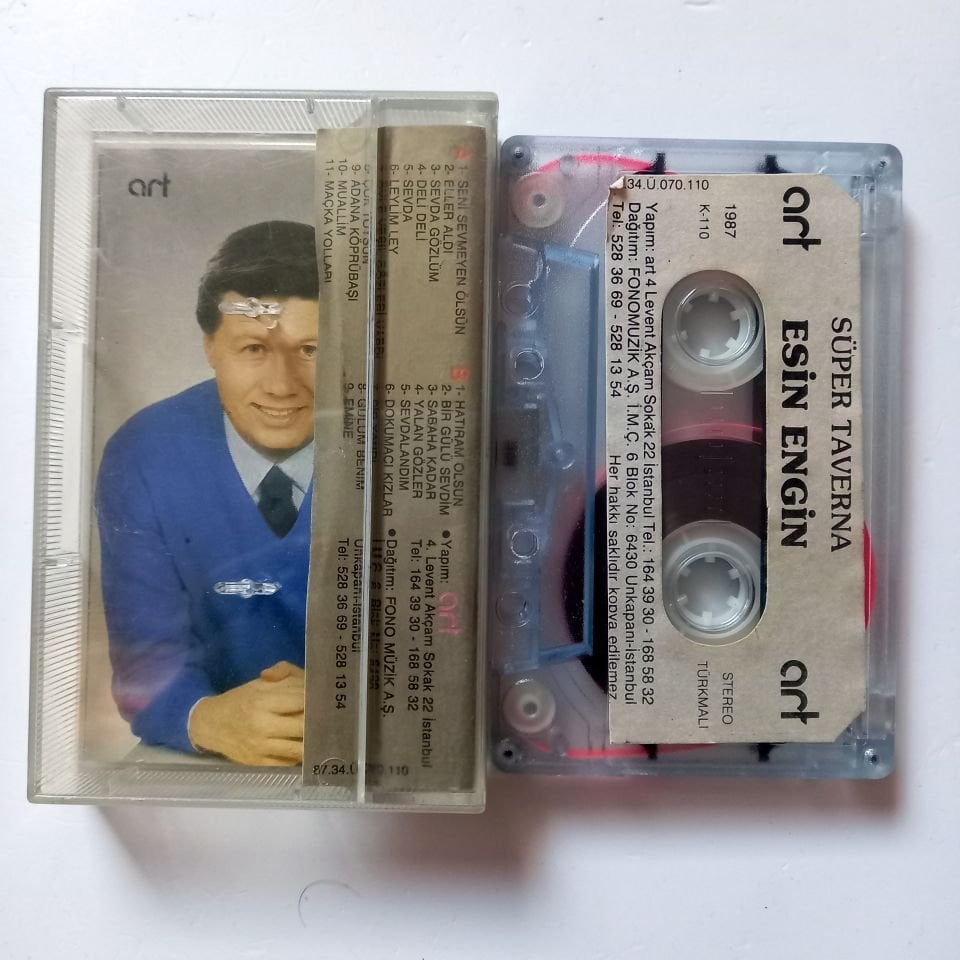 art
A
1- SENİ SEVMEYEN ÖLSÜN
2- ELLER ALDI
3- SEVDA GÖZLÜM
4- DELİ DELİ
5- SEVDA
6- LEYLİM LEY
9- ADANA KÖPRÜBAŞI
10- MUALLİM
11- MAÇKA YOLLARI
B
1- HATIRAM OLSUN
2- BİR GÜLÜ SEVDİM
3- SABAHA KADAR
4- YALAN GÖZLER
5- SEVDALANDIM
6- DOKUMACI KIZLAR
8- GÜLÜM BENİM
9- EMİNE
● Yapım: art
4. Levent Akçam Sokak 22 İstanbul
Tel: 164 39 30 - 168 58 32
● Dağıtım: FONO MÜZİK A.Ş.
Unkapanı-İstanbul
Tel: 528 36 69 - 528 13 54
87.34.Ü.070.110
SÜPER TAVERNA
ESİN ENGİN
art
art
1987
K-110
STEREO
TÜRKMALI
Yapım: art 4 Levent Akçam Sokak 22 İstanbul Tel.: 164 39 30 - 168 58 32
Dağıtım: FONOMUZİK A.Ş. İ.M.Ç. 6 Blok No: 6430 Unkapanı-İstanbul
Tel: 528 36 69 - 528 13 54 Her hakkı saklıdır kopya edilemez
34.Ü.070.110